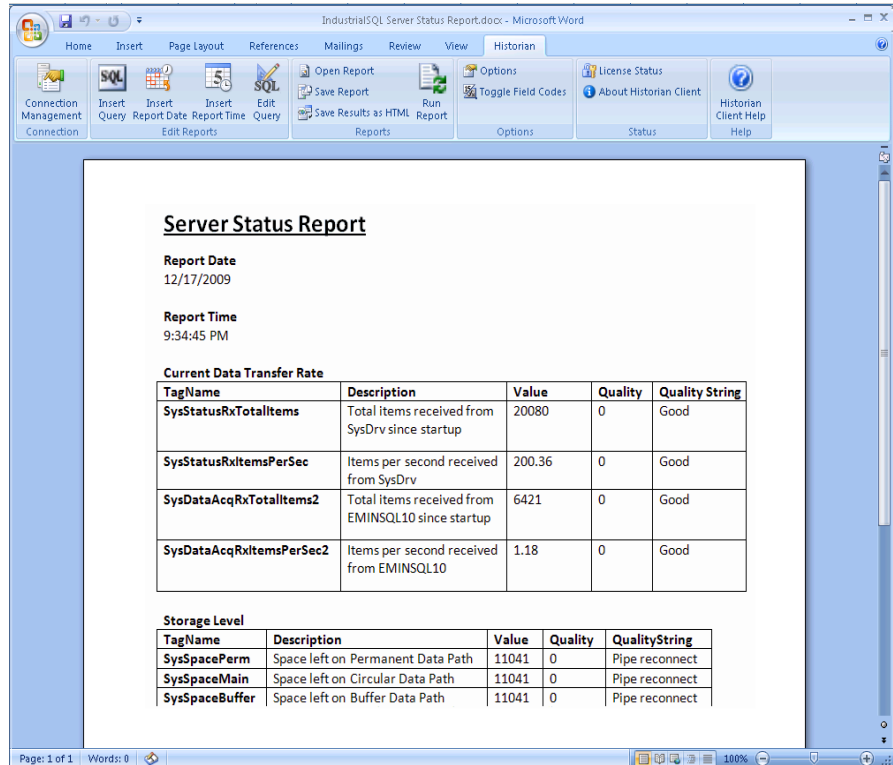 IndustrialSQL Server Status Report.docx - Microsoft Word
Home Insert Page Layout References Mailings Review View Historian
Connection Management
Insert Query
Insert Report Date
Insert Report Time
SQL
Edit Query
Open Report
Save Report
Save Results as HTML
Run Report
Options
Toggle Field Codes
License Status
About Historian Client
Historian Client Help
Connection Edit Reports Reports Options Status Help
Server Status Report
Report Date
12/17/2009
Report Time
9:34:45 PM
Current Data Transfer Rate
TagName Description Value Quality Quality String
SysStatusRxTotalItems Total items received from 20080 0 Good
SysDrv since startup
SysStatusRxItemsPerSec Items per second received 200.36 0 Good
from SysDrv
SysDataAcqRxTotalItems2 Total items received from 6421 0 Good
EMINSQL10 since startup
SysDataAcqRxItemsPerSec2 Items per second received 1.18 0 Good
from EMINSQL10
Storage Level
TagName Description Value Quality QualityString
SysSpacePerm Space left on Permanent Data Path 11041 0 Pipe reconnect
SysSpaceMain Space left on Circular Data Path 11041 0 Pipe reconnect
SysSpaceBuffer Space left on Buffer Data Path 11041 0 Pipe reconnect
Page: 1 of 1 Words: 0 100%